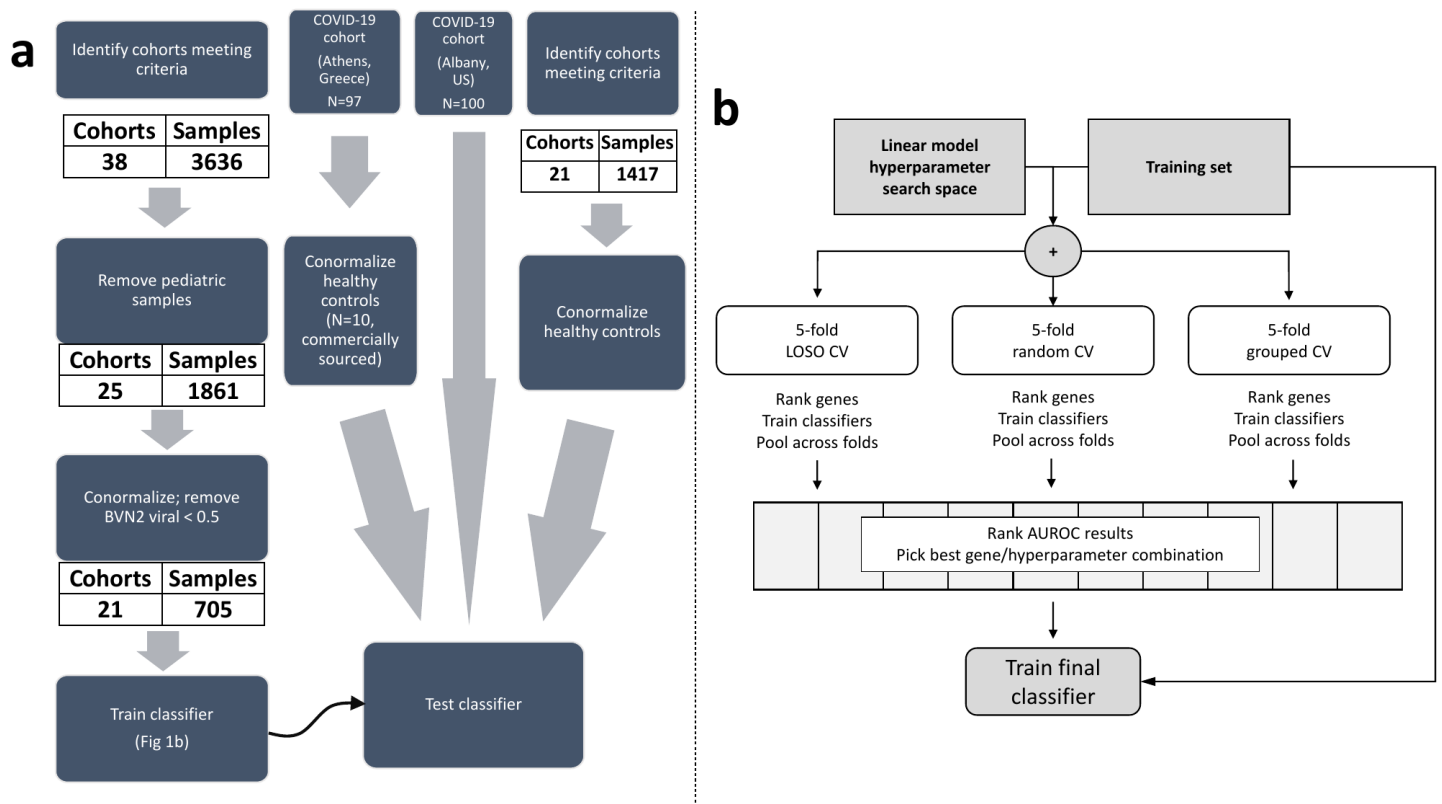 a
Identify cohorts meeting
criteria
Cohorts Samples
38 3636
Remove pediatric
samples
Cohorts Samples
25 1861
Conormalize; remove
BVN2 viral < 0.5
Cohorts Samples
21 705
Train classifier
(Fig 1b)
COVID-19
cohort
(Athens,
Greece)
N=97
Conormalize
healthy
controls
(N=10,
commercially
sourced)
COVID-19
cohort
(Albany,
US)
N=100
Identify cohorts
meeting criteria
Cohorts Samples
21 1417
Conormalize
healthy controls
Test classifier
b
Linear model
hyperparameter
search space
Training set
+
5-fold
LOSO CV
5-fold
random CV
5-fold
grouped CV
Rank genes
Train classifiers
Pool across folds
Rank genes
Train classifiers
Pool across folds
Rank genes
Train classifiers
Pool across folds
Rank AUROC results
Pick best gene/hyperparameter combination
Train final
classifier